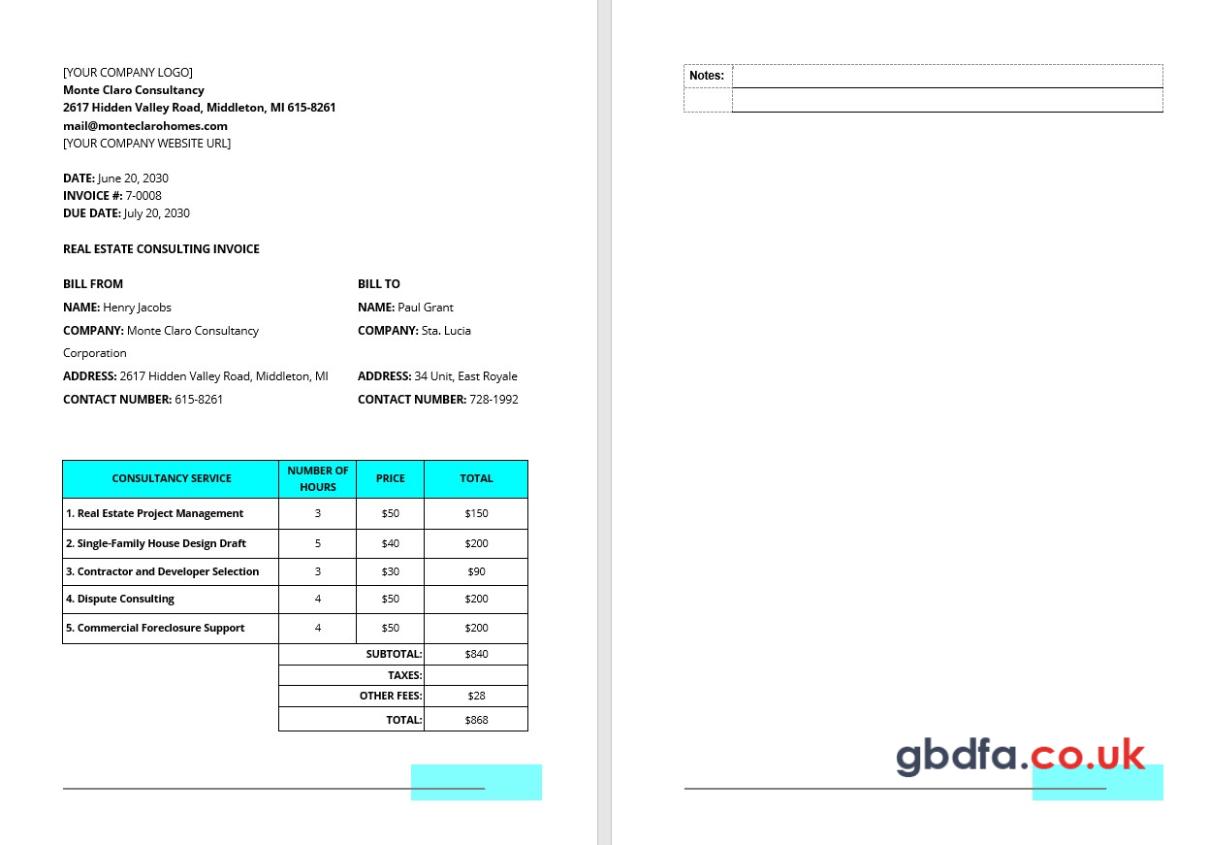 [YOUR COMPANY LOGO]
Monte Claro Consultancy
2617 Hidden Valley Road, Middleton, MI 615-8261
mail@monteclarohomes.com
[YOUR COMPANY WEBSITE URL]
DATE: June 20, 2030
INVOICE #: 7-0008
DUE DATE: July 20, 2030
REAL ESTATE CONSULTING INVOICE
BILL FROM BILL TO
NAME: Henry Jacobs NAME: Paul Grant
COMPANY: Monte Claro Consultancy COMPANY: Sta. Lucia
Corporation
ADDRESS: 2617 Hidden Valley Road, Middleton, MI ADDRESS: 34 Unit, East Royale
CONTACT NUMBER: 615-8261 CONTACT NUMBER: 728-1992
CONSULTANCY SERVICE NUMBER OF HOURS PRICE TOTAL
1. Real Estate Project Management 3 $50 $150
2. Single-Family House Design Draft 5 $40 $200
3. Contractor and Developer Selection 3 $30 $90
4. Dispute Consulting 4 $50 $200
5. Commercial Foreclosure Support 4 $50 $200
SUBTOTAL: $840
TAXES:
OTHER FEES: $28
TOTAL: $868
Notes:
gbdfa.co.uk